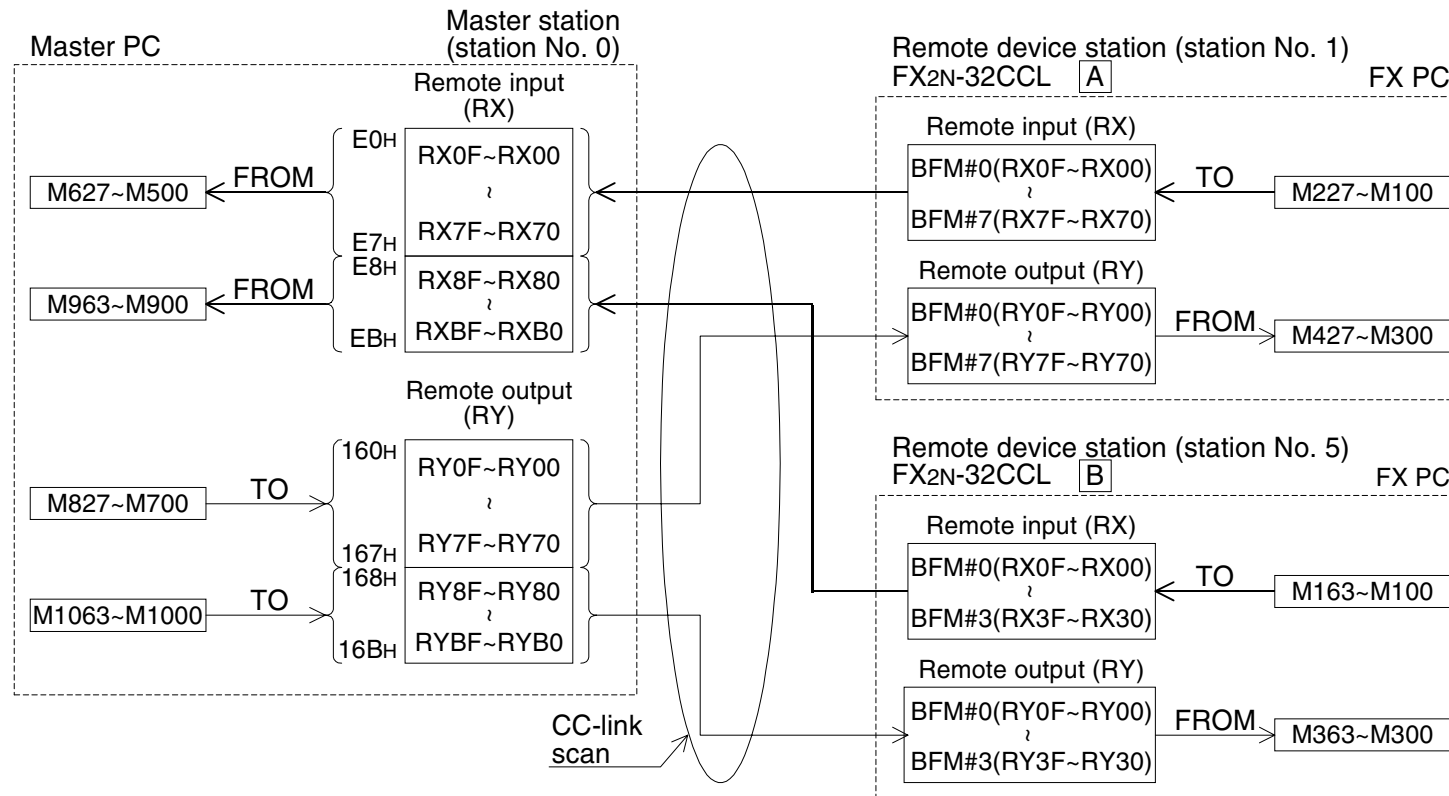 Master PC
Master station
(station No. 0)
Remote input
(RX)
E0H
RX0F~RX00
~
RX7F~RX70
E7H
M627~M500
FROM
E8H
RX8F~RX80
~
RXBF~RXB0
EBH
M963~M900
FROM
Remote output
(RY)
160H
RY0F~RY00
~
RY7F~RY70
167H
M827~M700
TO
168H
RY8F~RY80
~
RYBF~RYB0
16BH
M1063~M1000
TO
CC-link
scan
Remote device station (station No. 1)
FX2N-32CCL A FX PC
Remote input (RX)
BFM#0(RX0F~RX00)
~
BFM#7(RX7F~RX70)
TO
M227~M100
Remote output (RY)
BFM#0(RY0F~RY00)
~
BFM#7(RY7F~RY70)
FROM
M427~M300
Remote device station (station No. 5)
FX2N-32CCL B FX PC
Remote input (RX)
BFM#0(RX0F~RX00)
~
BFM#3(RX3F~RX30)
TO
M163~M100
Remote output (RY)
BFM#0(RY0F~RY00)
~
BFM#3(RY3F~RY30)
FROM
M363~M300